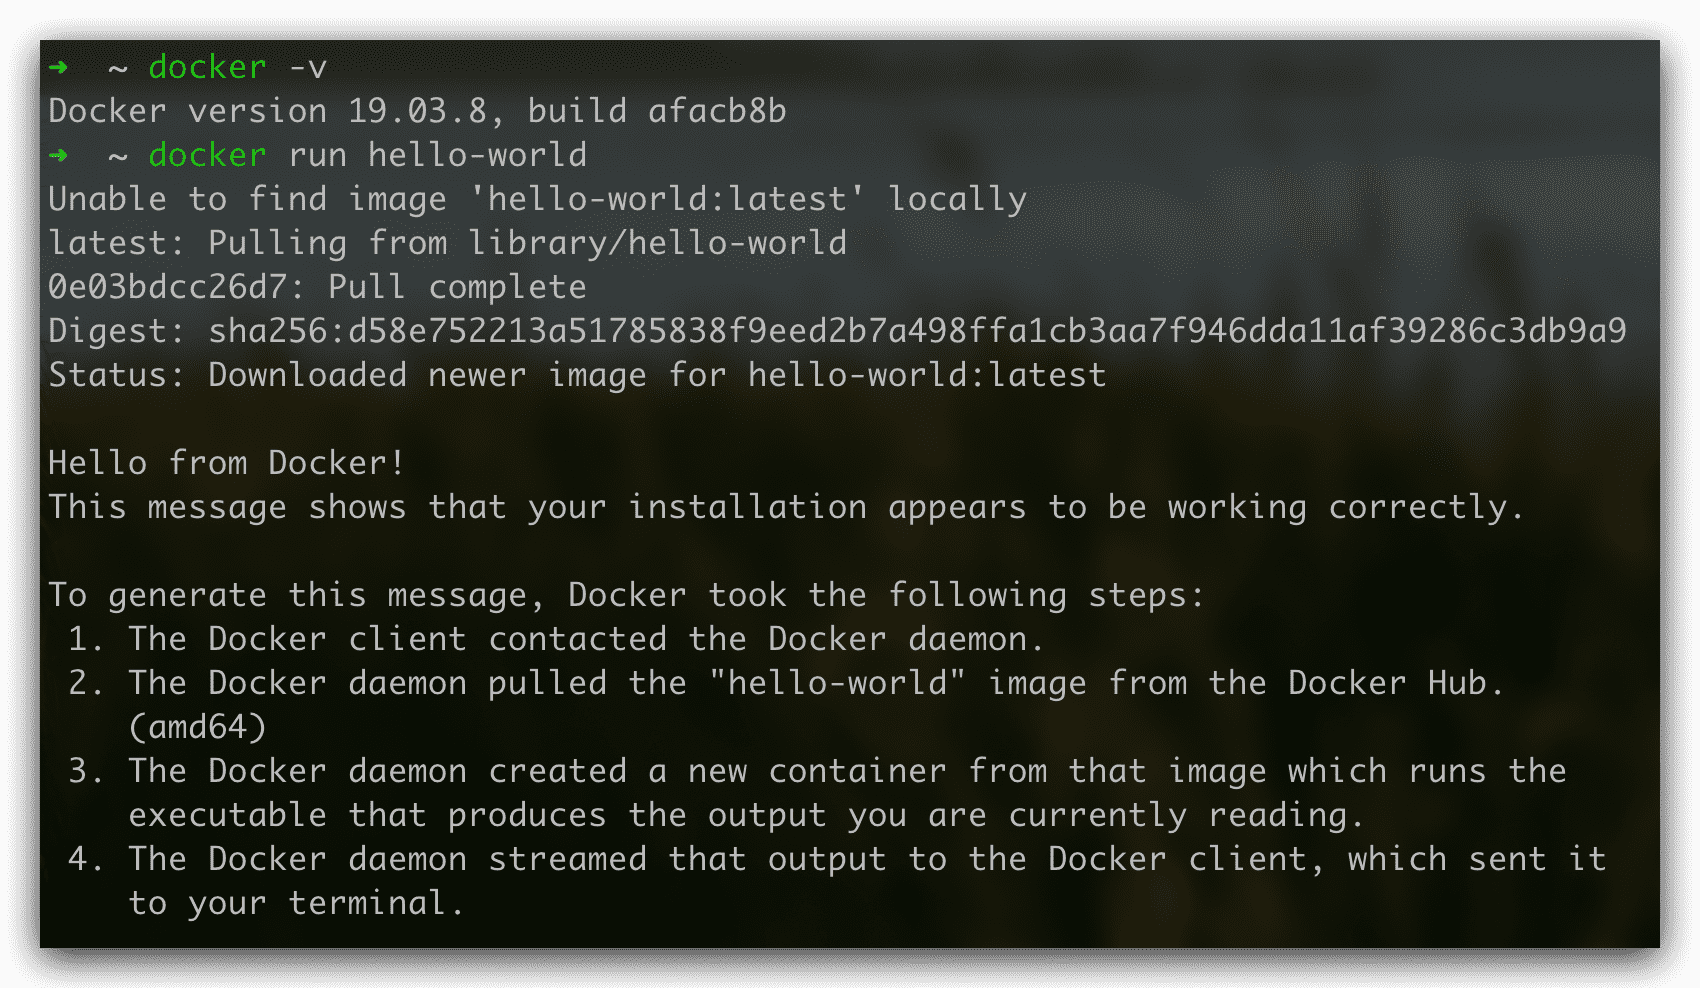 ➜  ~ docker -v
Docker version 19.03.8, build afacb8b
➜  ~ docker run hello-world
Unable to find image 'hello-world:latest' locally
latest: Pulling from library/hello-world
0e03bdcc26d7: Pull complete
Digest: sha256:d58e752213a51785838f9eed2b7a498ffa1cb3aa7f946dda11af39286c3db9a9
Status: Downloaded newer image for hello-world:latest

Hello from Docker!
This message shows that your installation appears to be working correctly.

To generate this message, Docker took the following steps:
 1. The Docker client contacted the Docker daemon.
 2. The Docker daemon pulled the "hello-world" image from the Docker Hub.
    (amd64)
 3. The Docker daemon created a new container from that image which runs the
    executable that produces the output you are currently reading.
 4. The Docker daemon streamed that output to the Docker client, which sent it
    to your terminal.